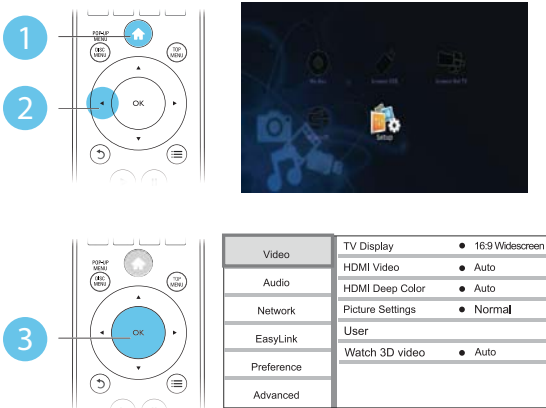 1
POP-UP
MENU
DISC
MENU
TOP
MENU
2
OK
Setup
POP-UP
MENU
DISC
MENU
TOP
MENU
3
OK
Video
Audio
Network
EasyLink
Preference
Advanced
TV Display ● 16:9 Widescreen
HDMI Video ● Auto
HDMI Deep Color ● Auto
Picture Settings ● Normal
User
Watch 3D video ● Auto